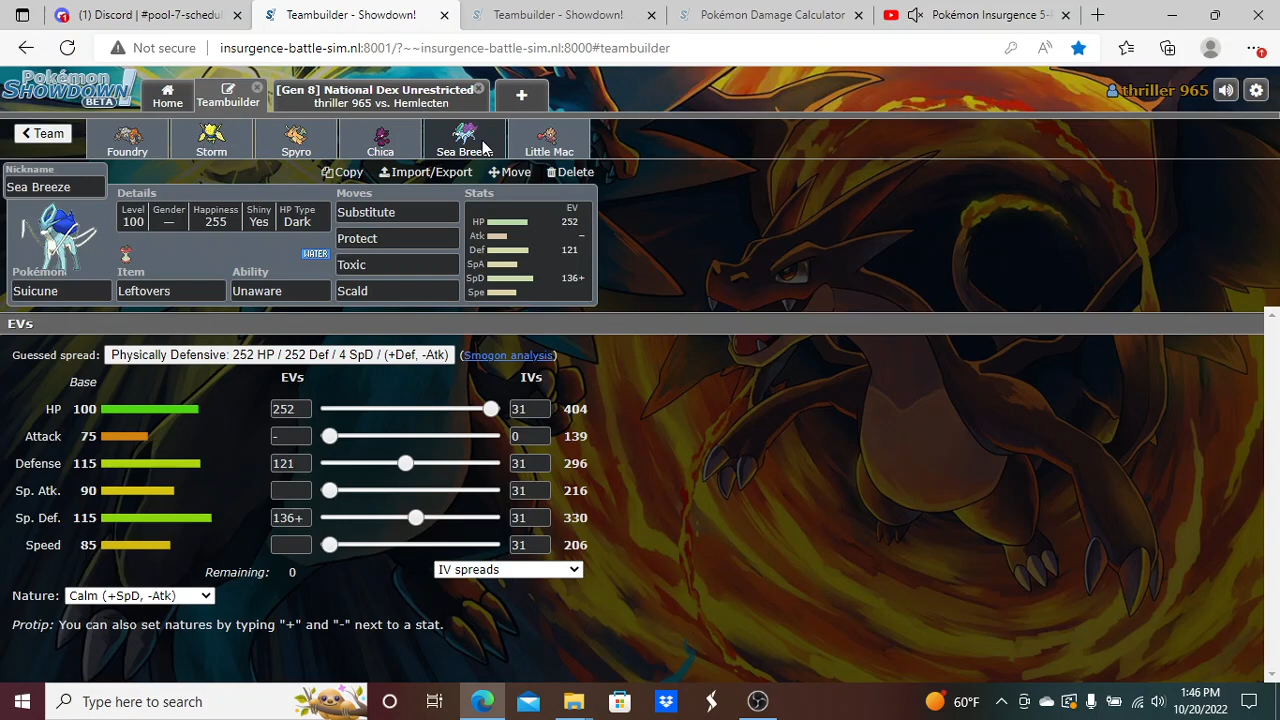 (1) Discord | #pool-7-schedul
Teambuilder - Showdown!
Teambuilder - Showdown!
Pokémon Damage Calculator
Pokémon Insurgence 5-
Not secure
insurgence-battle-sim.nl:8001/?~~insurgence-battle-sim.nl:8000#teambuilder
Pokémon
SHOWDOWN
BETA
Home
Teambuilder
[Gen 8] National Dex Unrestricted
thriller 965 vs. Hemlecten
thriller 965
Team
Foundry
Storm
Spyro
Chica
Sea Breeze
Little Mac
Copy
Import/Export
Move
Delete
Nickname
Sea Breeze
Details
Level
100
Gender
—
Happiness
255
Shiny
Yes
HP Type
Dark
WATER
Pokémon
Suicune
Item
Leftovers
Ability
Unaware
Moves
Substitute
Protect
Toxic
Scald
Stats
EV
HP 252
Atk –
Def 121
SpA
SpD 136+
Spe
EVs
Guessed spread: Physically Defensive: 252 HP / 252 Def / 4 SpD / (+Def, -Atk) (Smogon analysis)
Base EVs IVs
HP 100 252 31 404
Attack 75 - 0 139
Defense 115 121 31 296
Sp. Atk. 90 31 216
Sp. Def. 115 136+ 31 330
Speed 85 31 206
Remaining: 0
IV spreads
Nature: Calm (+SpD, -Atk)
Protip: You can also set natures by typing "+" and "-" next to a stat.
Type here to search
60°F
1:46 PM
10/20/2022